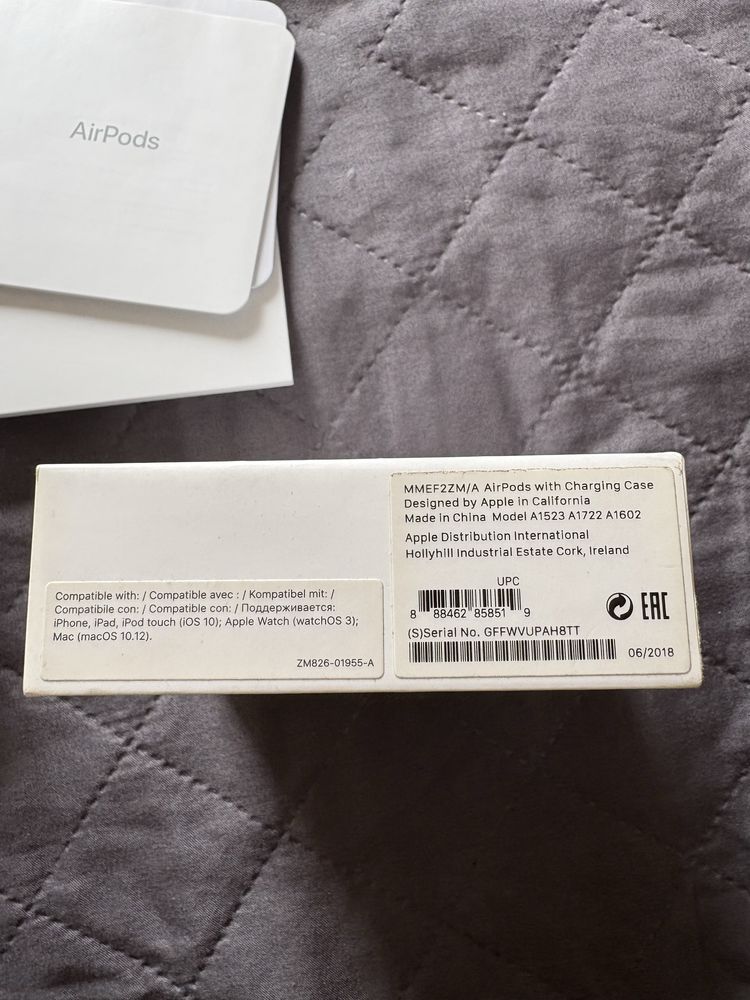 AirPods
MMEF2ZM/A AirPods with Charging Case
Designed by Apple in California
Made in China Model A1523 A1722 A1602
Apple Distribution International
Hollyhill Industrial Estate Cork, Ireland
UPC
8 88462 85851 9
EAC
(S)Serial No. GFFWVUPAH8TT
06/2018
Compatible with: / Compatible avec : / Kompatibel mit: /
Compatibile con: / Compatible con: / Поддерживается:
iPhone, iPad, iPod touch (iOS 10); Apple Watch (watchOS 3);
Mac (macOS 10.12).
ZM826-01955-A